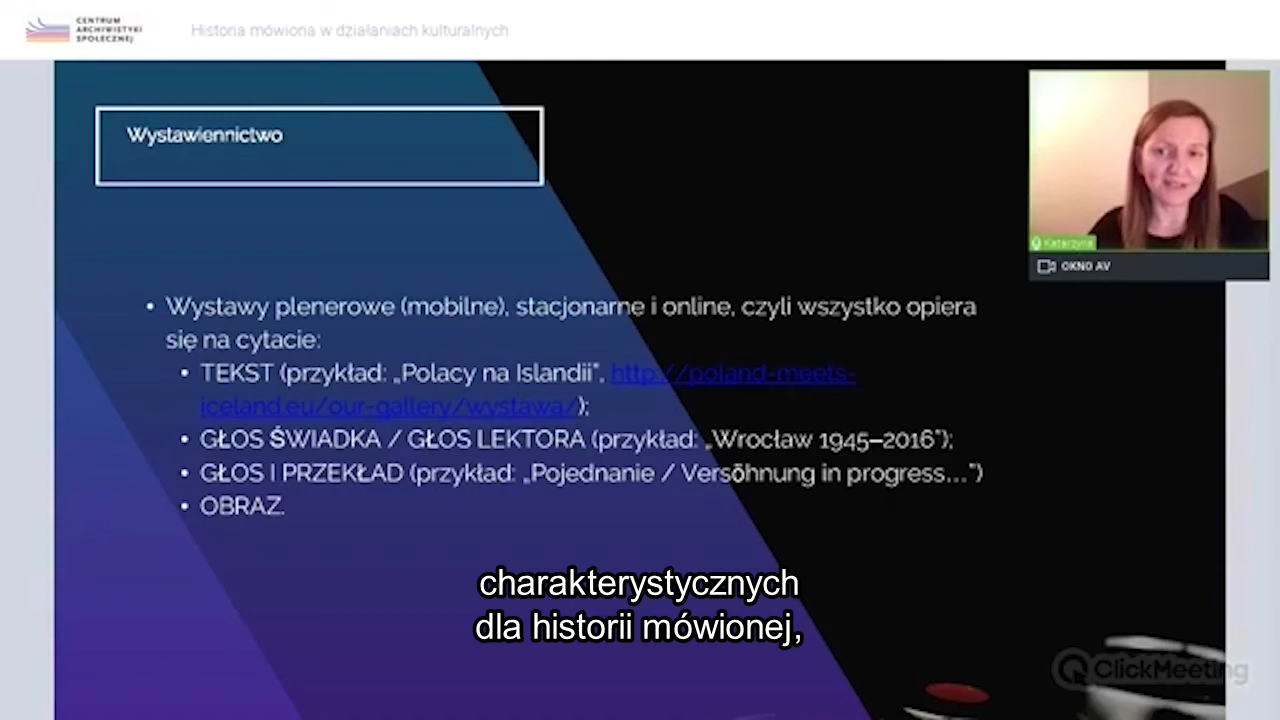 CENTRUM
ARCHIWISTYKI
SPOŁECZNEJ
Historia mówiona w działaniach kulturalnych
Wystawiennictwo
Katarzyna
OKNO AV
• Wystawy plenerowe (mobilne), stacjonarne i online, czyli wszystko opiera
się na cytacie:
• TEKST (przykład: „Polacy na Islandii”, http://poland-meets-
iceland.eu/our-gallery/wystawa/);
• GŁOS ŚWIADKA / GŁOS LEKTORA (przykład: „Wrocław 1945–2016”);
• GŁOS I PRZEKŁAD (przykład: „Pojednanie / Versöhnung in progress…”)
• OBRAZ.
charakterystycznych
dla historii mówionej,
ClickMeeting